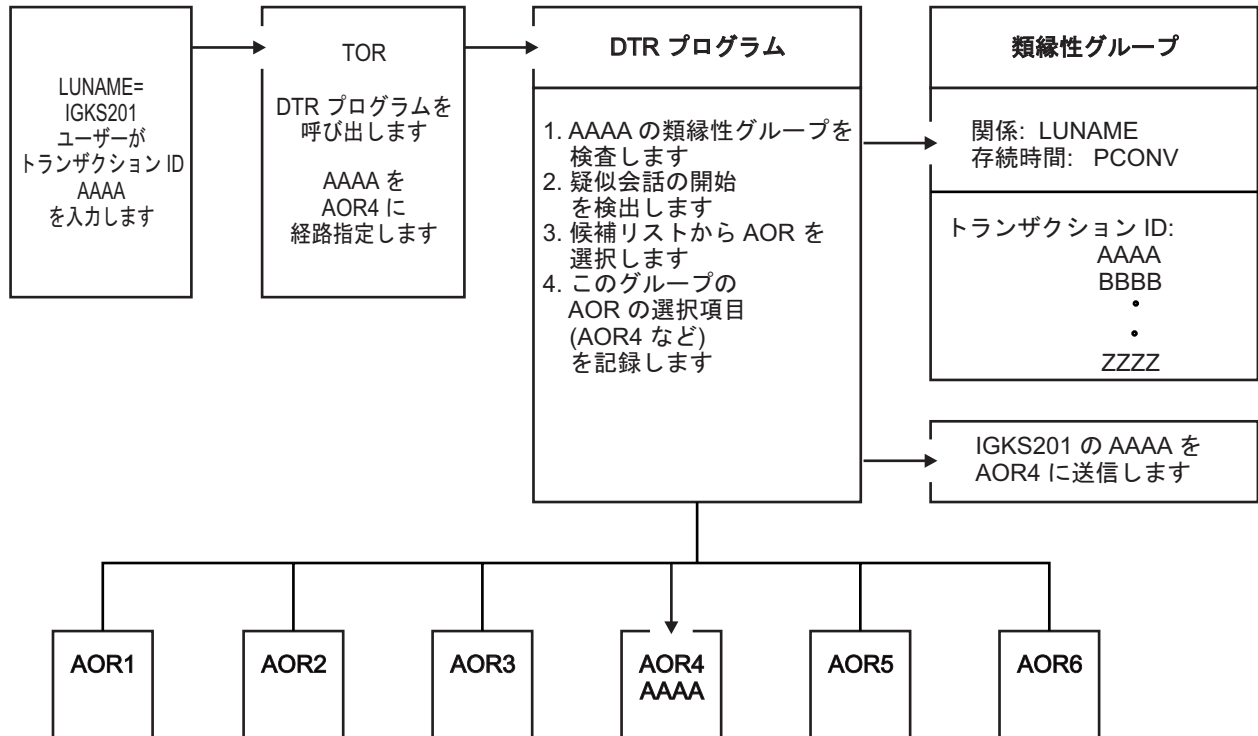 LUNAME=
IGKS201
ユーザーが
トランザクション ID
AAAA
を入力します
TOR
DTR プログラムを
呼び出します
AAAA を
AOR4 に
経路指定します
DTR プログラム
1. AAAA の類縁性グループを
検査します
2. 疑似会話の開始
を検出します
3. 候補リストから AOR を
選択します
4. このグループの
AOR の選択項目
(AOR4 など)
を記録します
類縁性グループ
関係: LUNAME
存続時間: PCONV
トランザクション ID:
AAAA
BBBB
•
•
ZZZZ
IGKS201 の AAAA を
AOR4 に送信します
AOR1
AOR2
AOR3
AOR4
AAAA
AOR5
AOR6